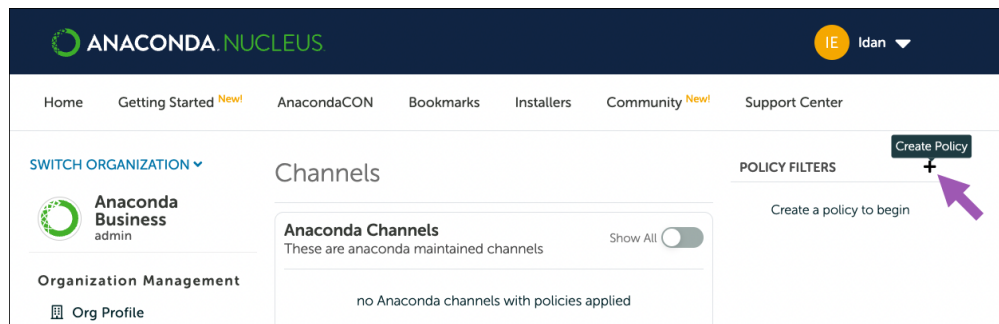 ANACONDA.NUCLEUS.
IE Idan
Home Getting Started New! AnacondaCON Bookmarks Installers Community New! Support Center
SWITCH ORGANIZATION
Anaconda
Business
admin
Organization Management
Org Profile
Channels
Anaconda Channels
These are anaconda maintained channels
Show All
no Anaconda channels with policies applied
Create Policy
POLICY FILTERS +
Create a policy to begin